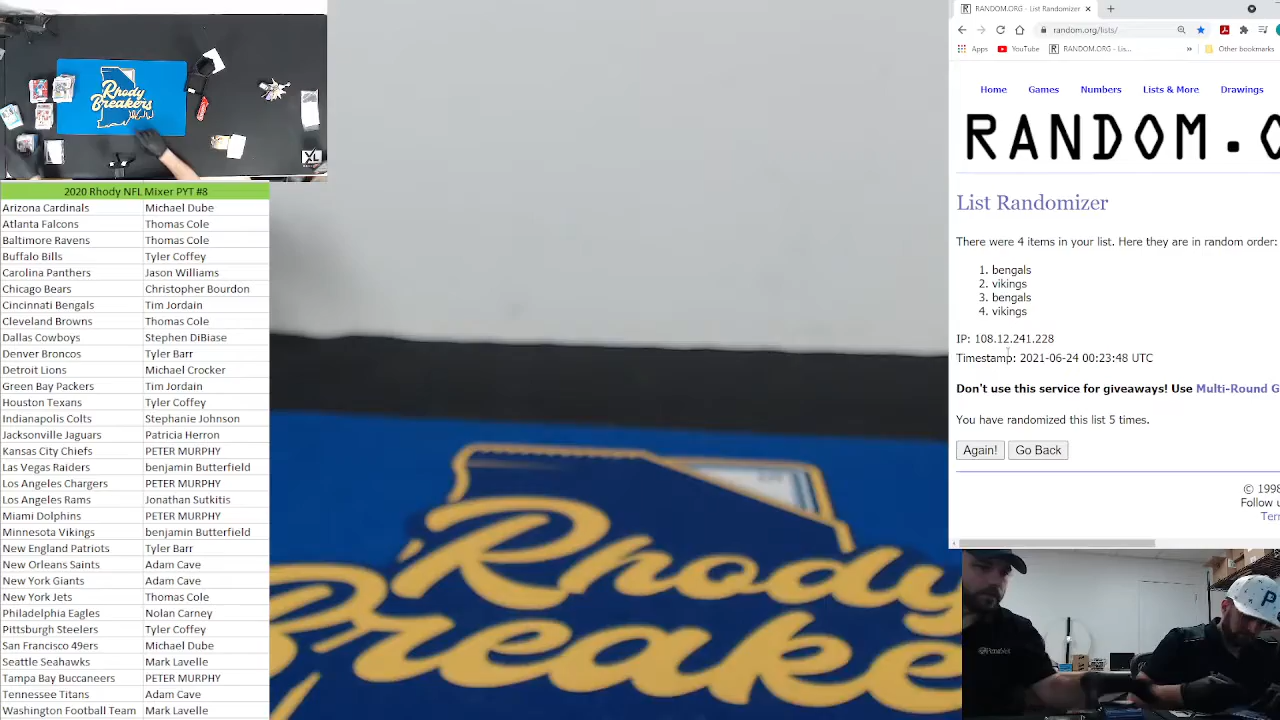 Rhody
Breakers
XL
2020 Rhody NFL Mixer PYT #8
Arizona Cardinals Michael Dube
Atlanta Falcons Thomas Cole
Baltimore Ravens Thomas Cole
Buffalo Bills Tyler Coffey
Carolina Panthers Jason Williams
Chicago Bears Christopher Bourdon
Cincinnati Bengals Tim Jordain
Cleveland Browns Thomas Cole
Dallas Cowboys Stephen DiBiase
Denver Broncos Tyler Barr
Detroit Lions Michael Crocker
Green Bay Packers Tim Jordain
Houston Texans Tyler Coffey
Indianapolis Colts Stephanie Johnson
Jacksonville Jaguars Patricia Herron
Kansas City Chiefs PETER MURPHY
Las Vegas Raiders benjamin Butterfield
Los Angeles Chargers PETER MURPHY
Los Angeles Rams Jonathan Sutkitis
Miami Dolphins PETER MURPHY
Minnesota Vikings benjamin Butterfield
New England Patriots Tyler Barr
New Orleans Saints Adam Cave
New York Giants Adam Cave
New York Jets Thomas Cole
Philadelphia Eagles Nolan Carney
Pittsburgh Steelers Tyler Coffey
San Francisco 49ers Michael Dube
Seattle Seahawks Mark Lavelle
Tampa Bay Buccaneers PETER MURPHY
Tennessee Titans Adam Cave
Washington Football Team Mark Lavelle
Rhody
Breake
RANDOM.ORG - List Randomizer
random.org/lists/
Apps YouTube RANDOM.ORG - Lis... Other bookmarks
Home Games Numbers Lists & More Drawings
RANDOM.O
List Randomizer
There were 4 items in your list. Here they are in random order:
1. bengals
2. vikings
3. bengals
4. vikings
IP: 108.12.241.228
Timestamp: 2021-06-24 00:23:48 UTC
Don't use this service for giveaways! Use Multi-Round G
You have randomized this list 5 times.
Again! Go Back
© 1998
Follow u
Ter
P